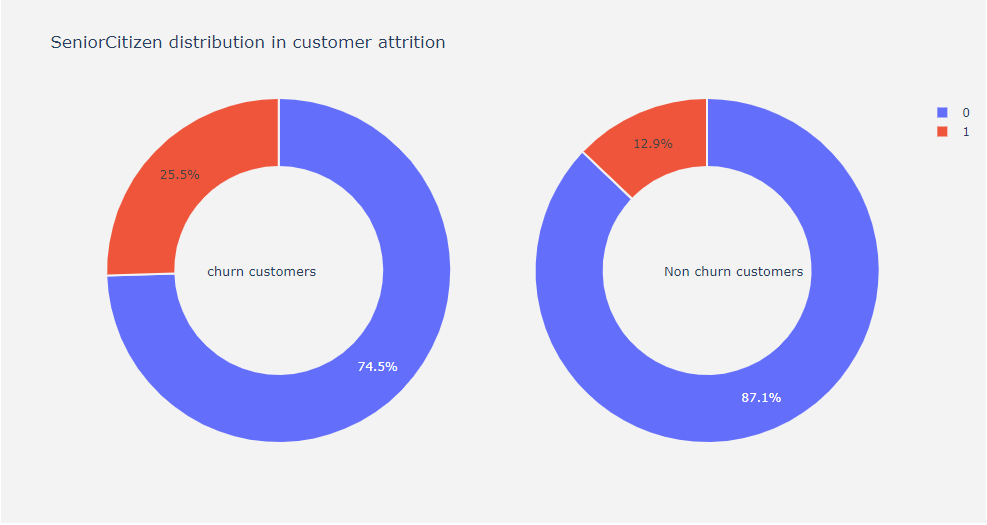 SeniorCitizen distribution in customer attrition
0
1
12.9%
25.5%
churn customers
Non churn customers
74.5%
87.1%